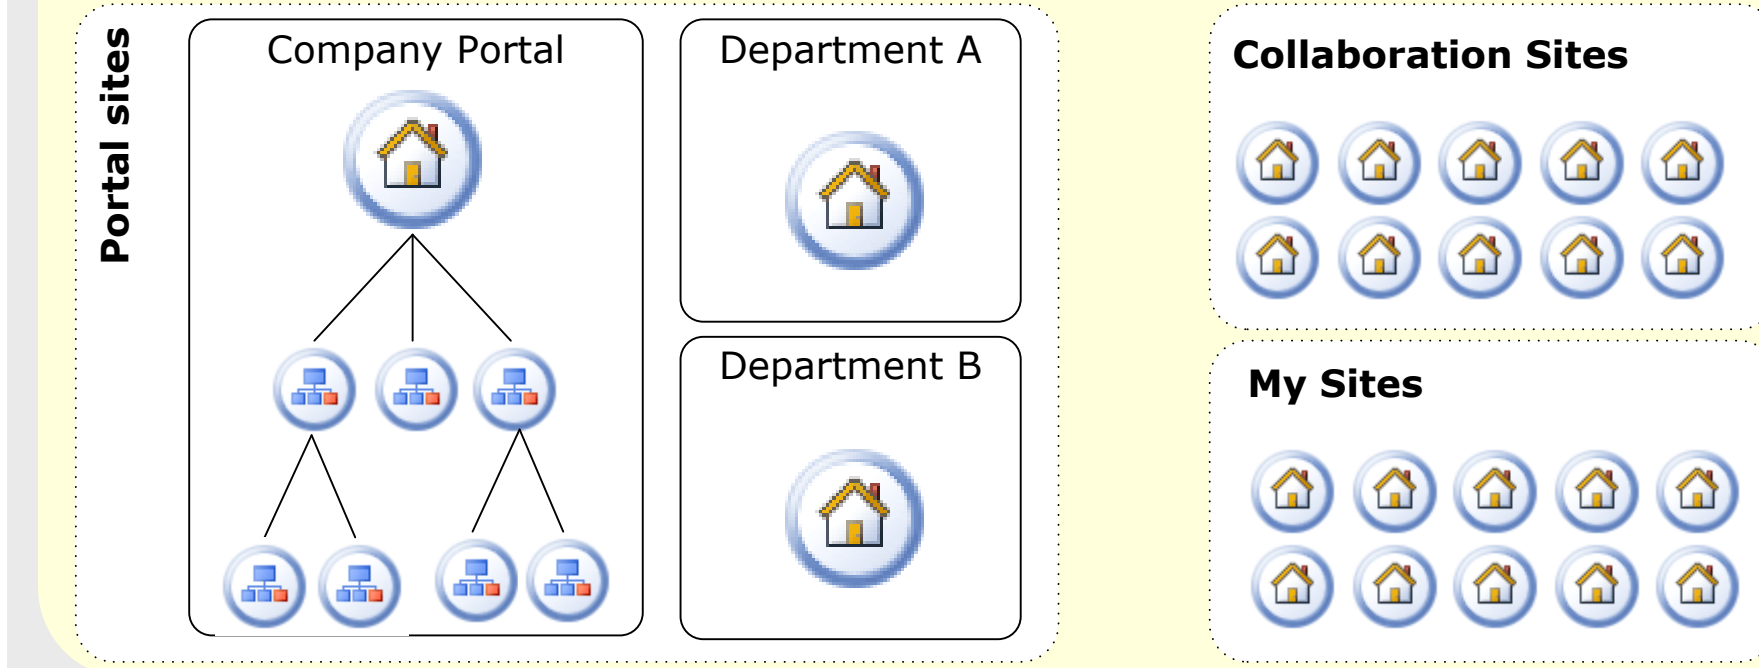 Portal sites
Company Portal
Department A
Department B
Collaboration Sites
My Sites